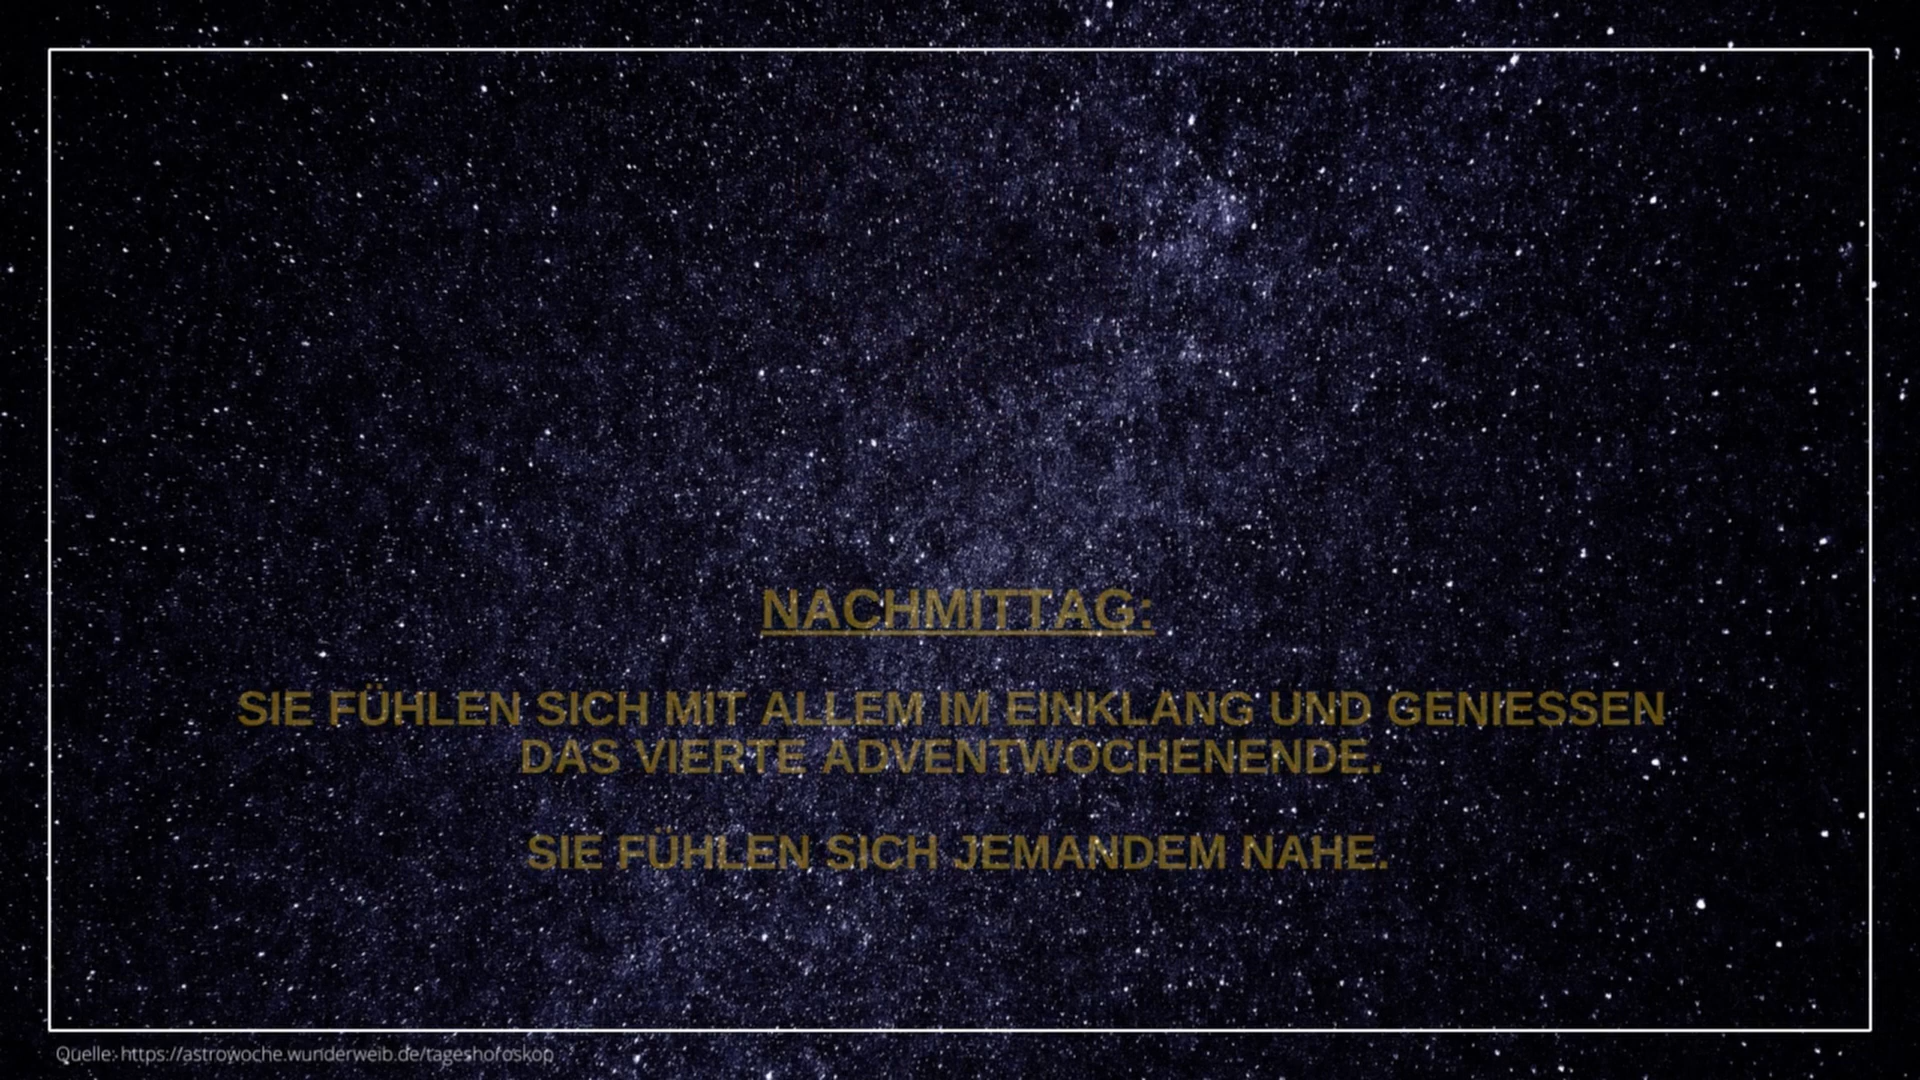 NACHMITTAG:
SIE FÜHLEN SICH MIT ALLEM IM EINKLANG UND GENIESSEN
DAS VIERTE ADVENTWOCHENENDE.
SIE FÜHLEN SICH JEMANDEM NAHE.
Quelle: https://astrowoche.wunderweib.de/tageshoroskop